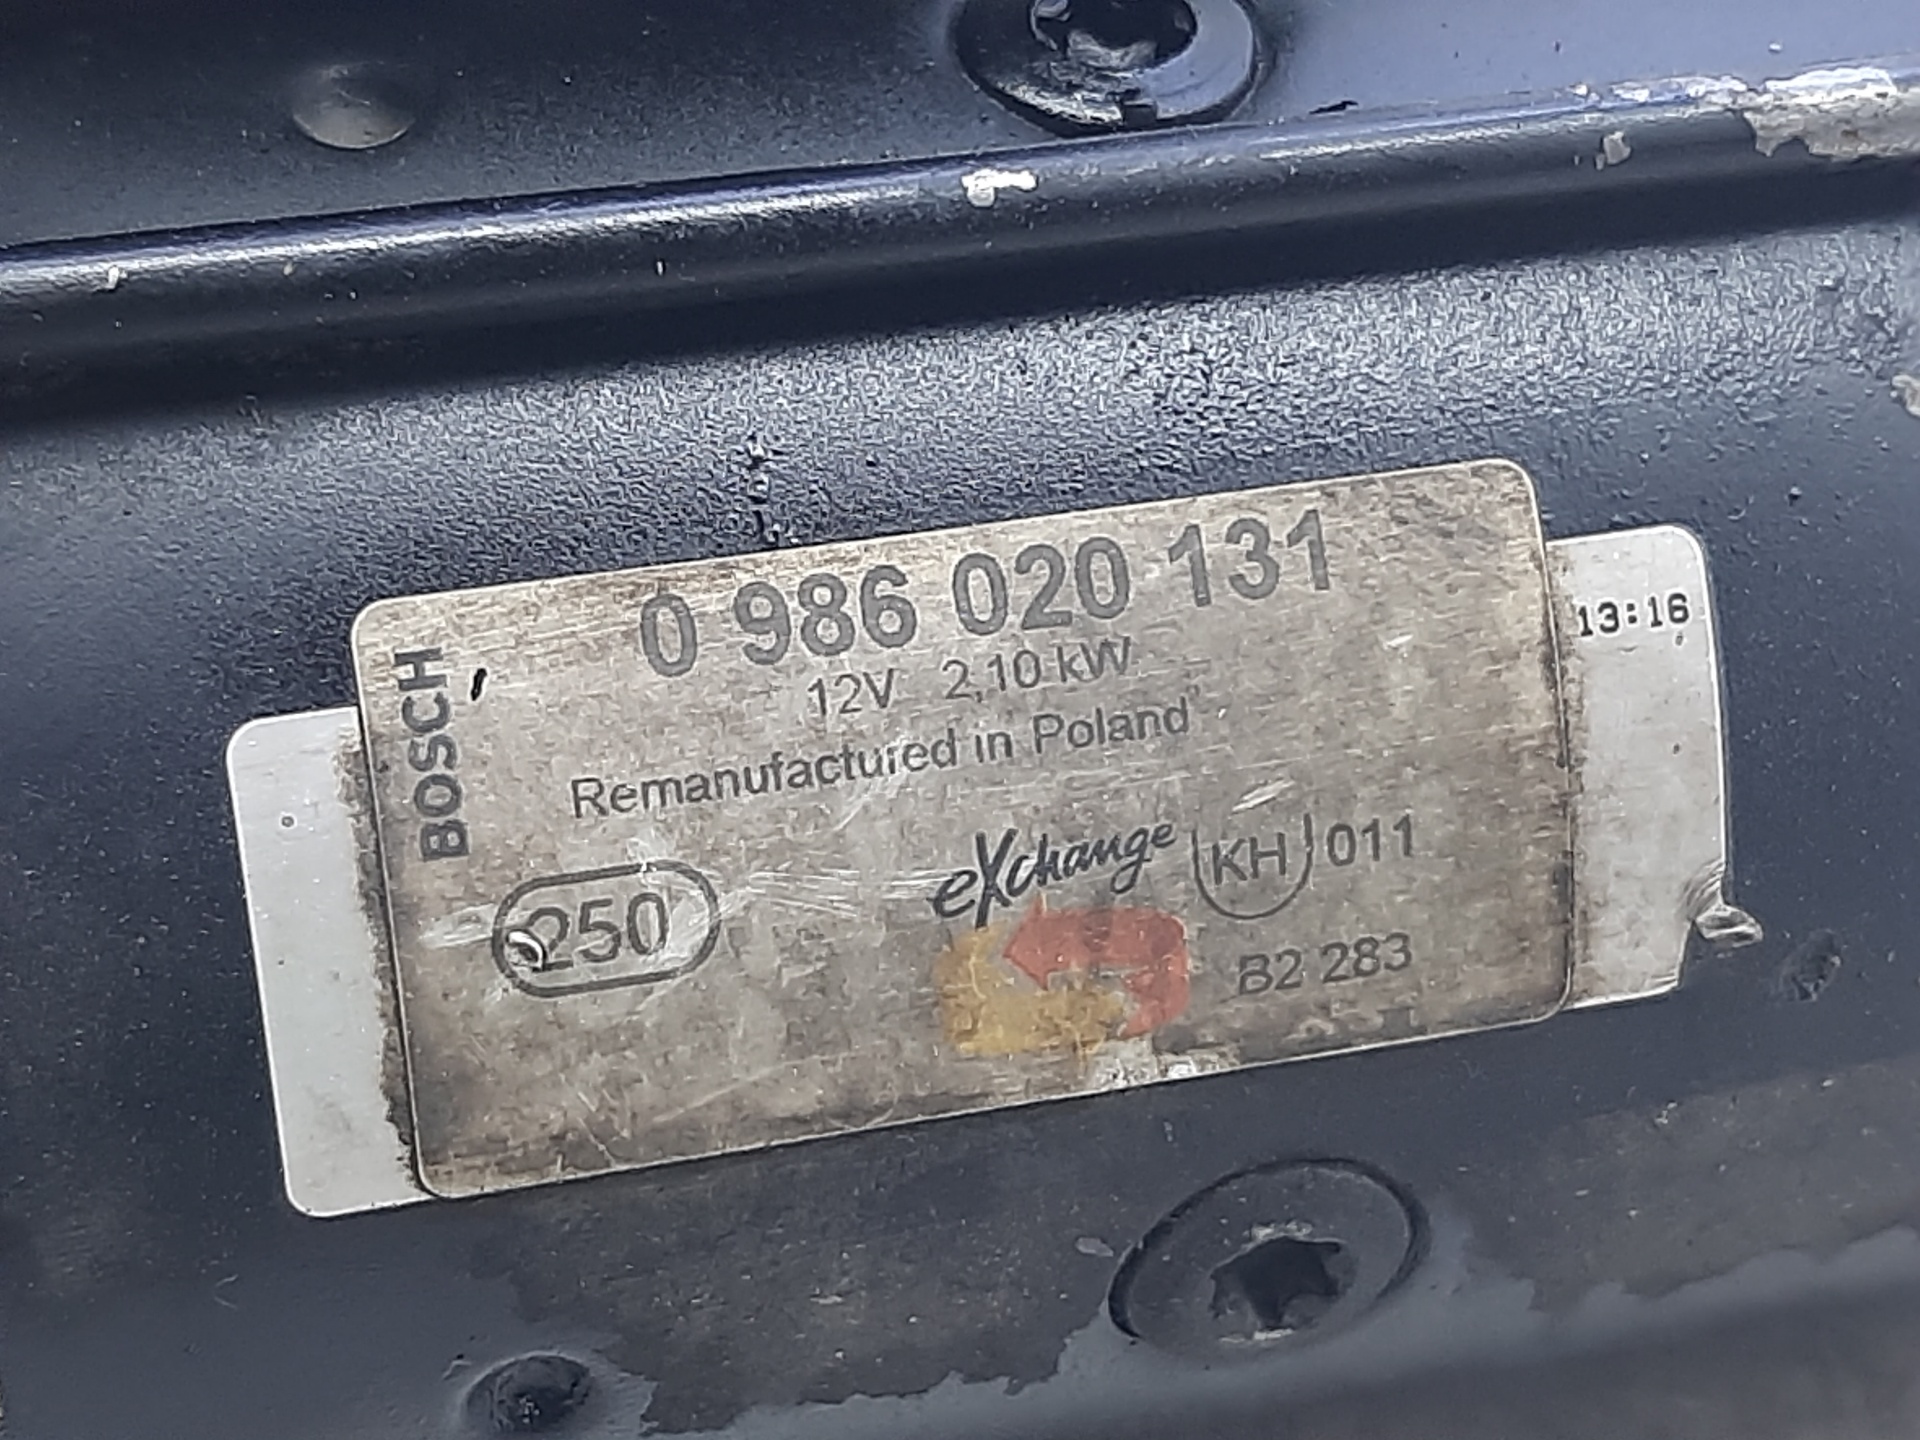 0 986 020 131
12V 2,10 kW
Remanufactured in Poland
BOSCH
13:16
250
eXchange
KH 011
B2 283